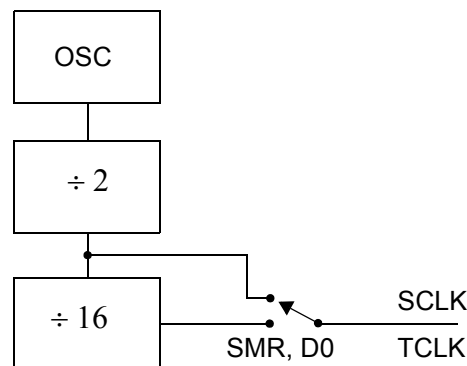 OSC
÷ 2
÷ 16
SCLK
SMR, D0
TCLK